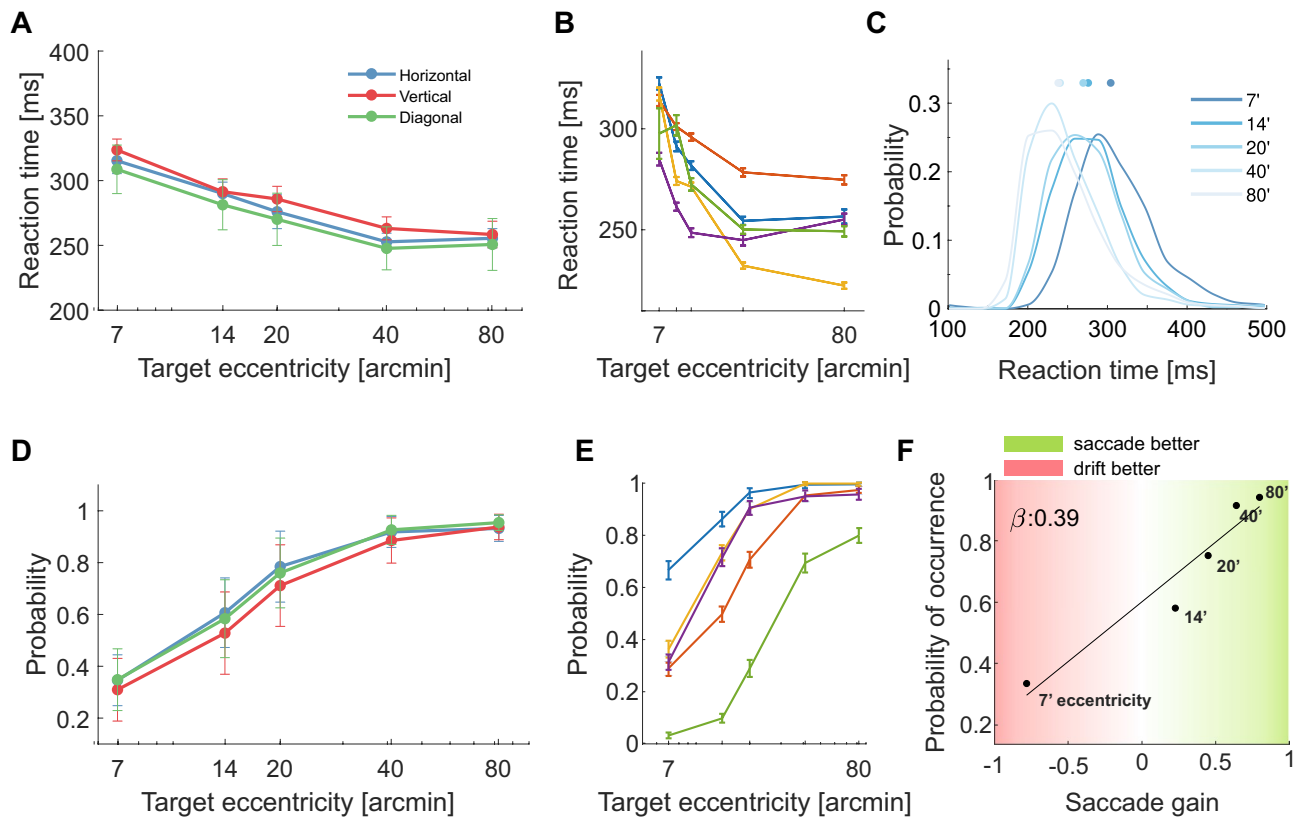 A
Reaction time [ms]
400
350
300
250
200
7
14
20
40
80
Target eccentricity [arcmin]
Horizontal
Vertical
Diagonal
B
Reaction time [ms]
300
250
7
80
Target eccentricity [arcmin]
C
Probability
0.3
0.2
0.1
0
100
200
300
400
500
Reaction time [ms]
7'
14'
20'
40'
80'
D
Probability
1
0.8
0.6
0.4
0.2
7
14
20
40
80
Target eccentricity [arcmin]
E
Probability
1
0.8
0.6
0.4
0.2
0
7
80
Target eccentricity [arcmin]
saccade better
drift better
F
Probability of occurrence
1
0.8
0.6
0.4
0.2
β:0.39
80’
40’
20’
14’
7’ eccentricity
-1
-0.5
0
0.5
1
Saccade gain